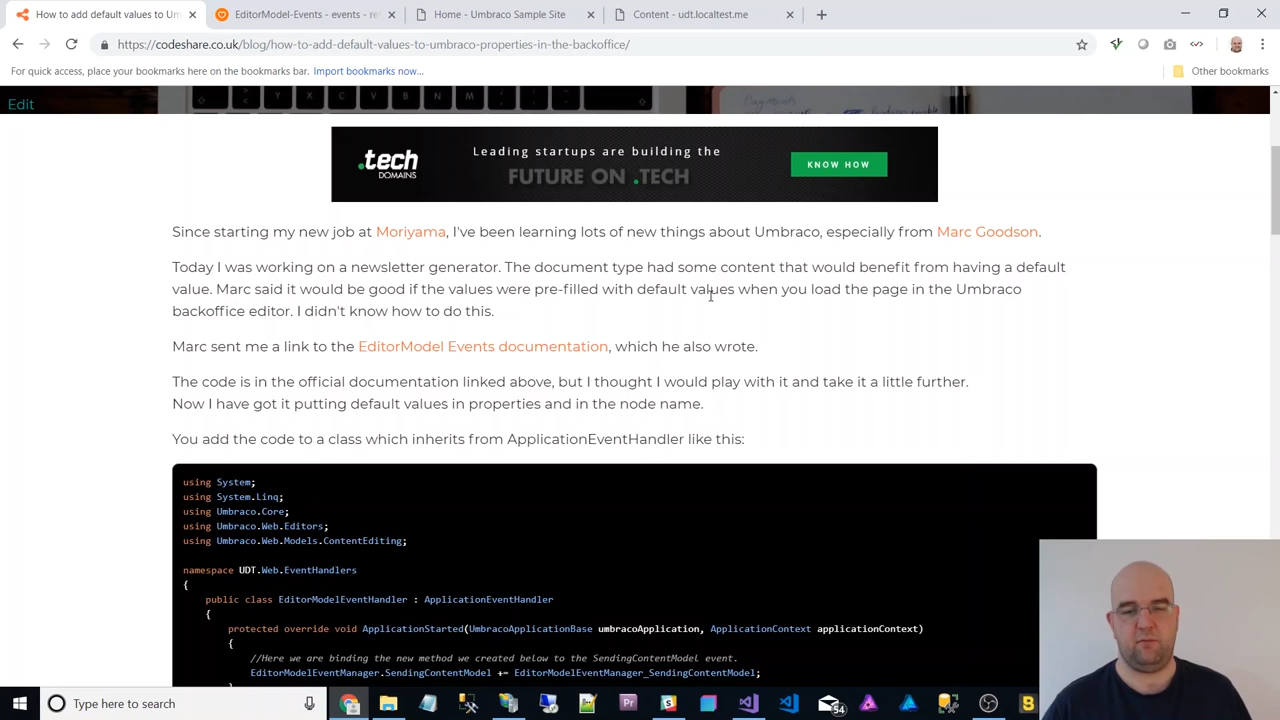 How to add default values to Um
EditorModel-Events - events - re
Home - Umbraco Sample Site
Content - udt.localtest.me
https://codeshare.co.uk/blog/how-to-add-default-values-to-umbraco-properties-in-the-backoffice/
For quick access, place your bookmarks here on the bookmarks bar. Import bookmarks now...
Other bookmarks
Edit
.tech
DOMAINS
Leading startups are building the
FUTURE ON .TECH
KNOW HOW
Since starting my new job at Moriyama, I've been learning lots of new things about Umbraco, especially from Marc Goodson.
Today I was working on a newsletter generator. The document type had some content that would benefit from having a default
value. Marc said it would be good if the values were pre-filled with default values when you load the page in the Umbraco
backoffice editor. I didn't know how to do this.
Marc sent me a link to the EditorModel Events documentation, which he also wrote.
The code is in the official documentation linked above, but I thought I would play with it and take it a little further.
Now I have got it putting default values in properties and in the node name.
You add the code to a class which inherits from ApplicationEventHandler like this:
using System;
using System.Linq;
using Umbraco.Core;
using Umbraco.Web.Editors;
using Umbraco.Web.Models.ContentEditing;
namespace UDT.Web.EventHandlers
{
public class EditorModelEventHandler : ApplicationEventHandler
{
protected override void ApplicationStarted(UmbracoApplicationBase umbracoApplication, ApplicationContext applicationContext)
{
//Here we are binding the new method we created below to the SendingContentModel event.
EditorModelEventManager.SendingContentModel += EditorModelEventManager_SendingContentModel;
Type here to search
Pr
54
B